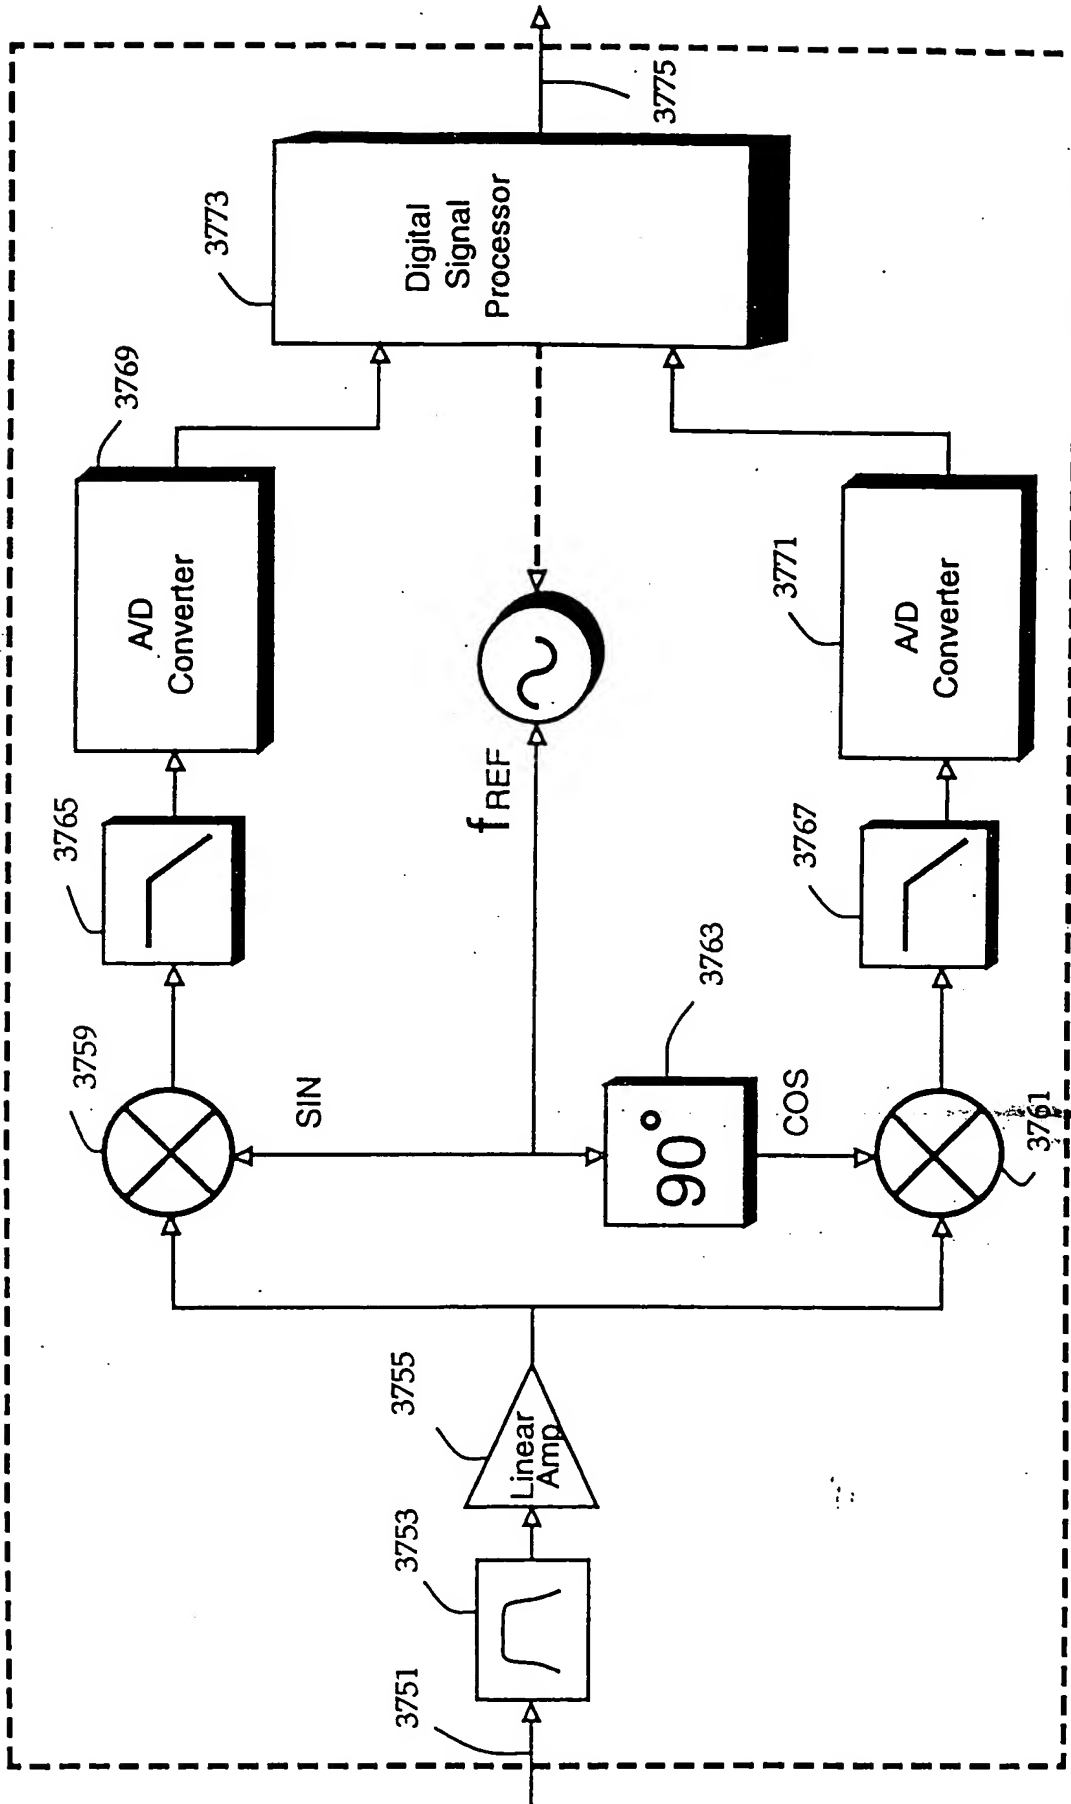 3751
3753
3755
Linear
Amp
3759
SIN
90°
3763
COS
3761
3765
f REF
3767
A/D
Converter
3769
A/D
Converter
3771
3773
Digital
Signal
Processor
3775